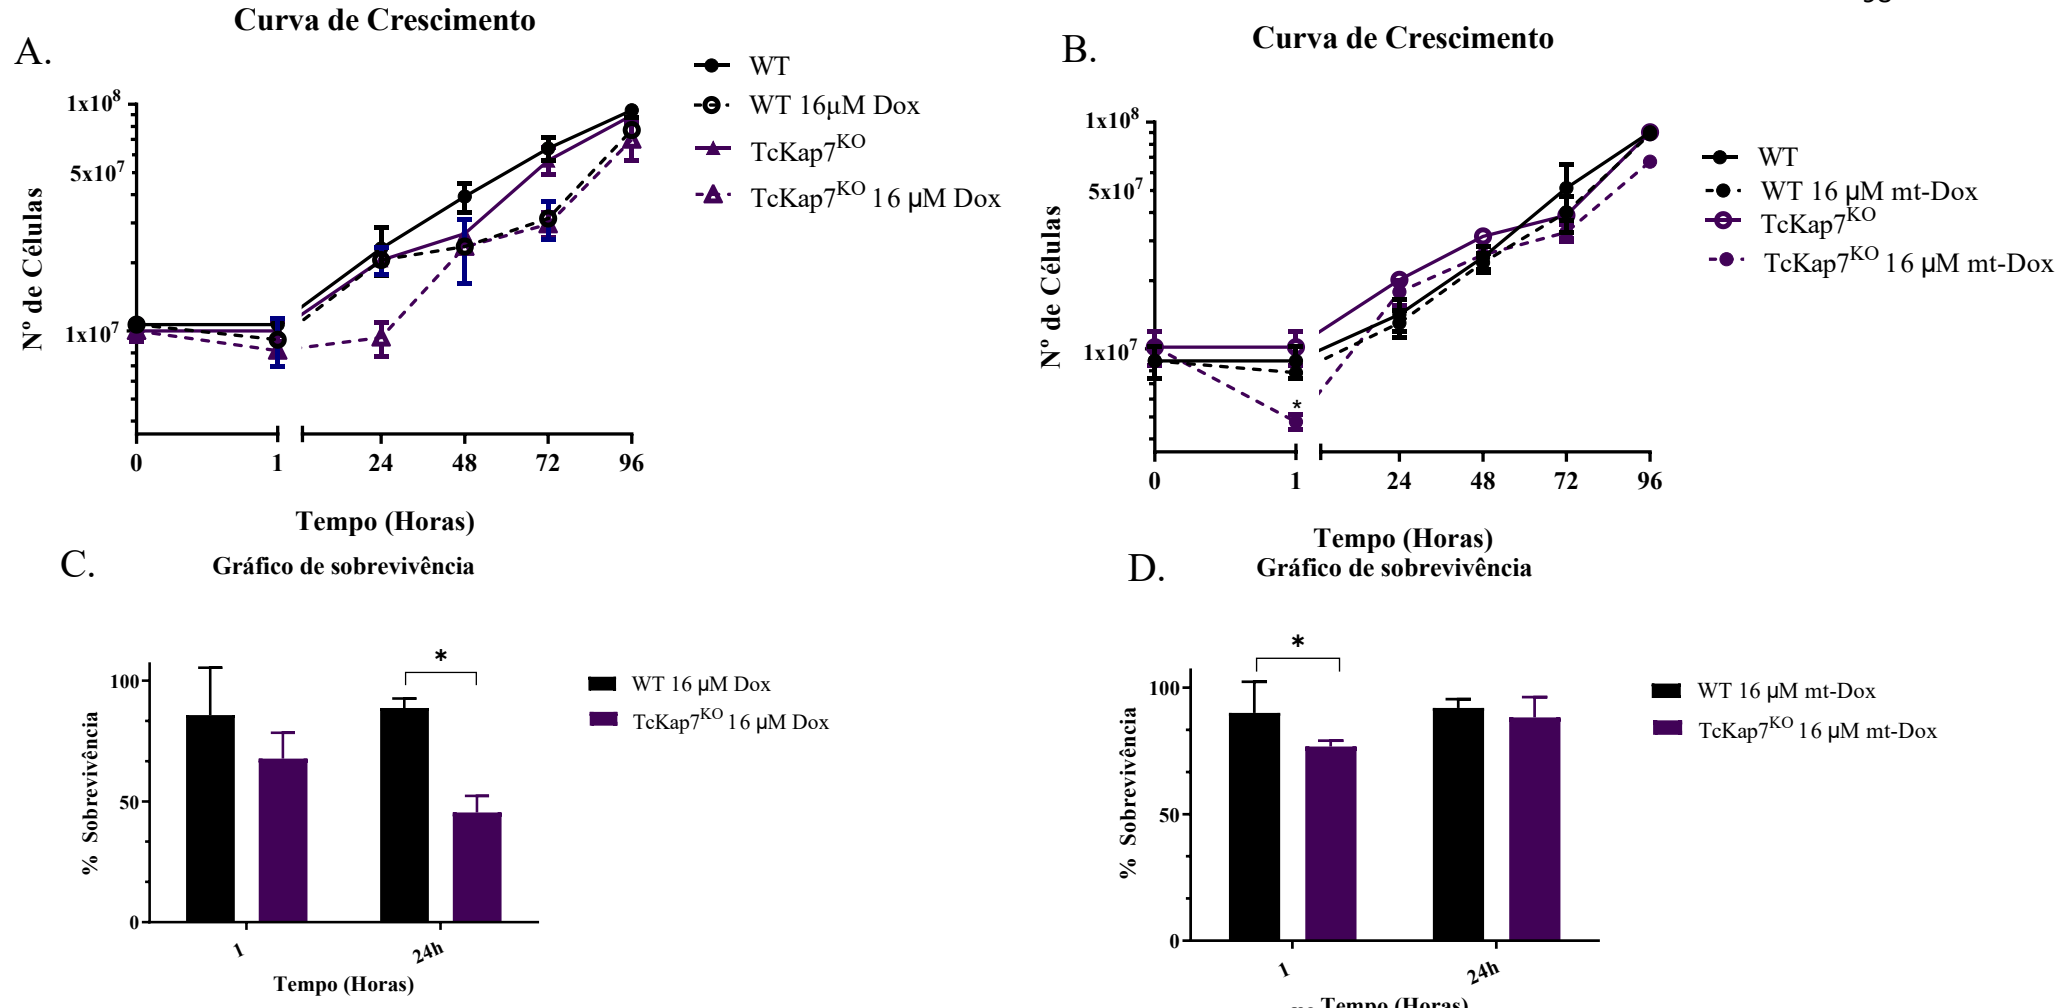 A.
Curva de Crescimento
1x10⁸
5x10⁷
1x10⁷
Nº de Células
0 1 24 48 72 96
Tempo (Horas)
WT
WT 16µM Dox
TcKap7ᴷᴼ
TcKap7ᴷᴼ 16 µM Dox
B.
Curva de Crescimento
1x10⁸
5x10⁷
1x10⁷
Nº de Células
*
0 1 24 48 72 96
Tempo (Horas)
WT
WT 16 µM mt-Dox
TcKap7ᴷᴼ
TcKap7ᴷᴼ 16 µM mt-Dox
C.
Gráfico de sobrevivência
*
100
50
0
% Sobrevivência
1 24h
Tempo (Horas)
WT 16 µM Dox
TcKap7ᴷᴼ 16 µM Dox
D.
Gráfico de sobrevivência
*
100
50
0
% Sobrevivência
1 24h
Tempo (Horas)
WT 16 µM mt-Dox
TcKap7ᴷᴼ 16 µM mt-Dox